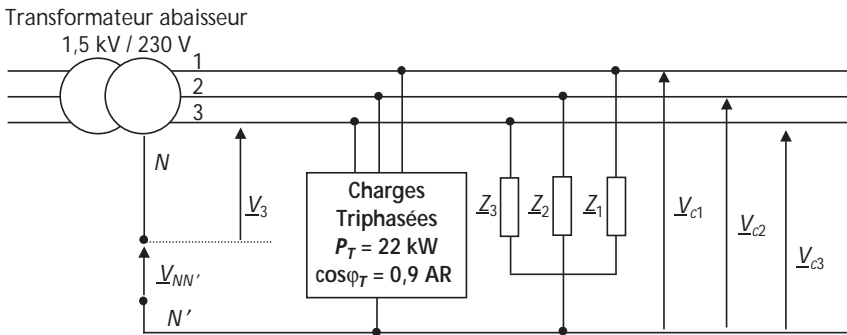 Transformateur abaisseur
1,5 kV / 230 V
1
2
3
N
V3
Charges
Triphasées
PT = 22 kW
cosφT = 0,9 AR
Z3
Z2
Z1
Vc1
Vc2
Vc3
VNN'
N'